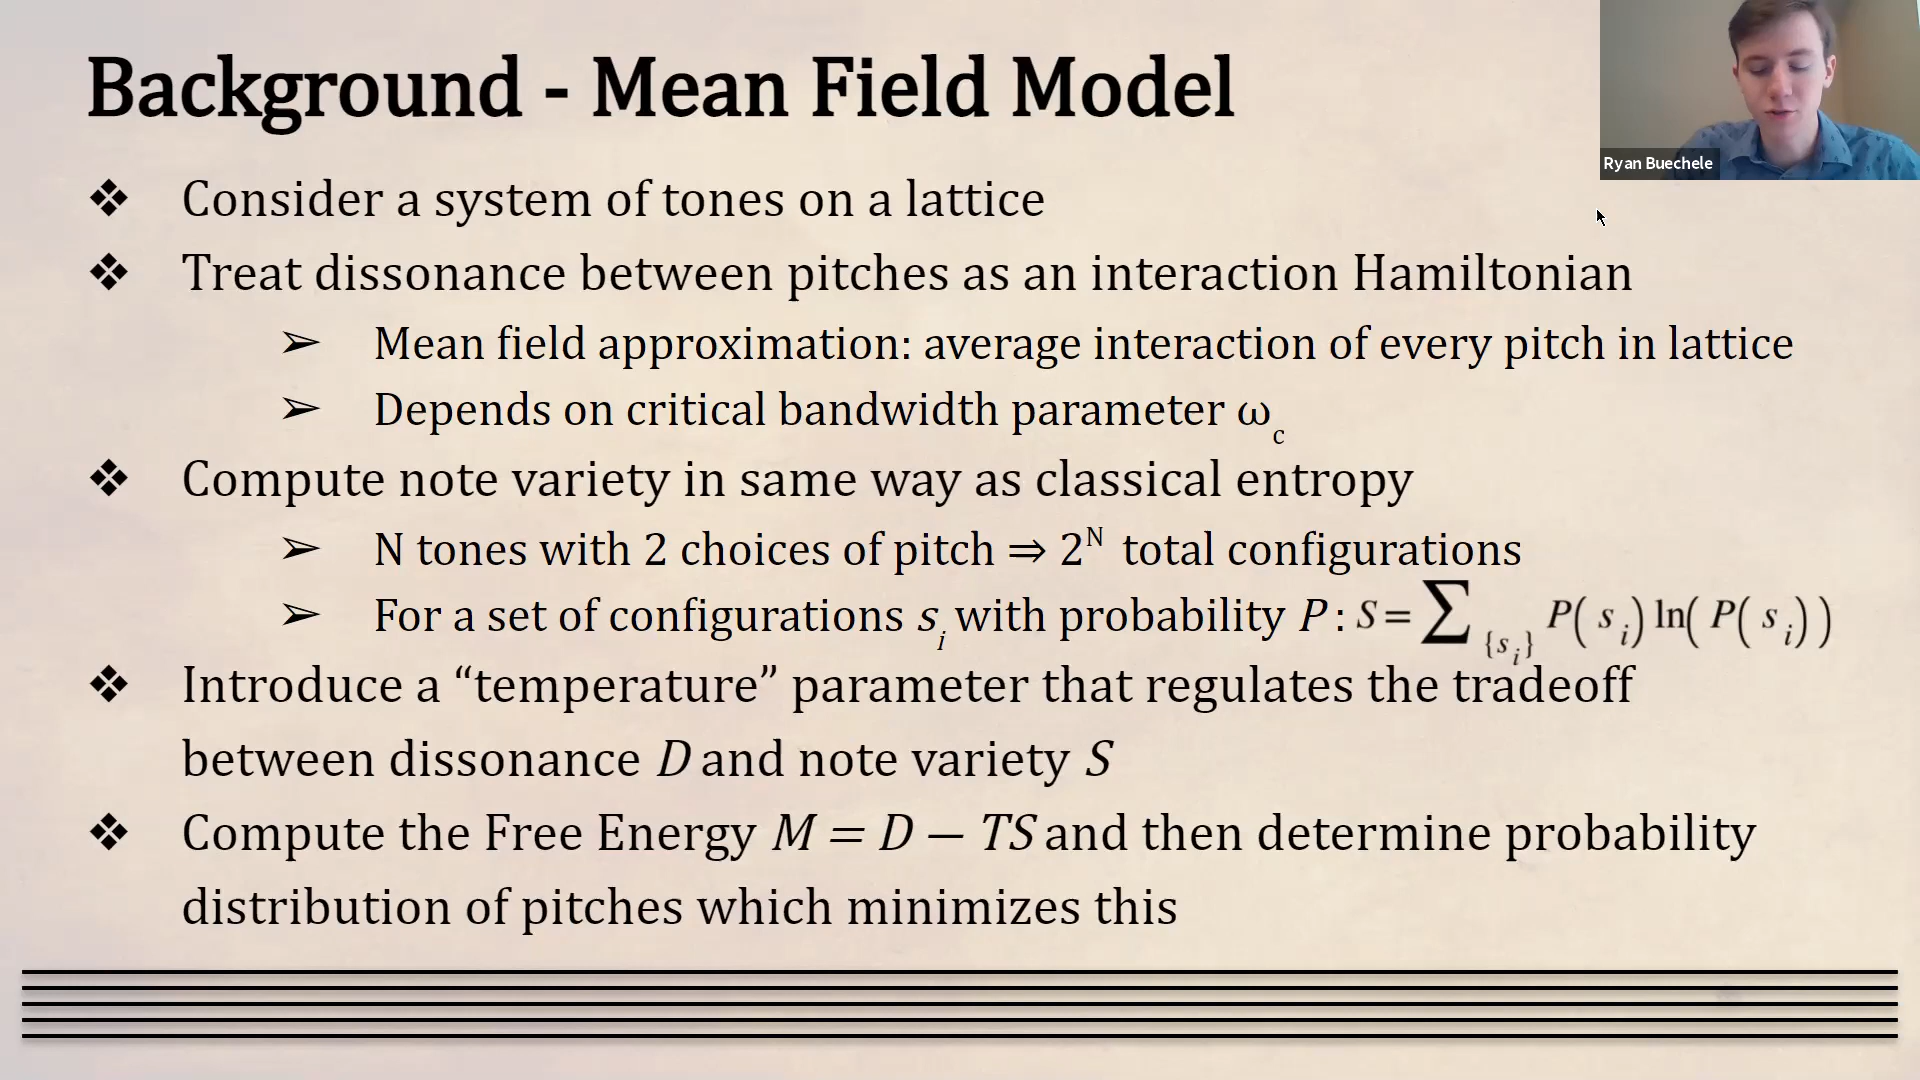 Background - Mean Field Model
Ryan Buechele
❖ Consider a system of tones on a lattice
❖ Treat dissonance between pitches as an interaction Hamiltonian
➢ Mean field approximation: average interaction of every pitch in lattice
➢ Depends on critical bandwidth parameter ω_c
❖ Compute note variety in same way as classical entropy
➢ N tones with 2 choices of pitch ⇒ 2^N total configurations
➢ For a set of configurations s_i with probability P: S = ∑_{s_i} P(s_i) ln(P(s_i))
❖ Introduce a “temperature” parameter that regulates the tradeoff
between dissonance D and note variety S
❖ Compute the Free Energy M = D − TS and then determine probability
distribution of pitches which minimizes this